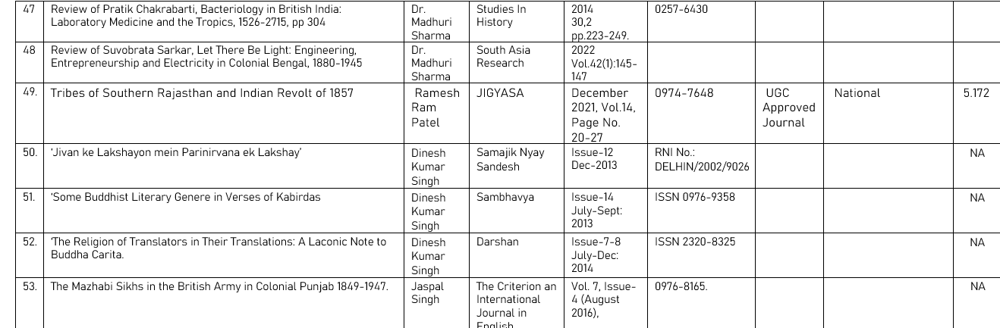 47 Review of Pratik Chakrabarti, Bacteriology in British India: Dr. Studies In 2014 0257-6430
Laboratory Medicine and the Tropics, 1526-2715, pp 304 Madhuri History 30,2
Sharma pp.223-249.
48 Review of Suvobrata Sarkar, Let There Be Light: Engineering, Dr. South Asia 2022
Entrepreneurship and Electricity in Colonial Bengal, 1880-1945 Madhuri Research Vol.42(1):145-
Sharma 147
49. Tribes of Southern Rajasthan and Indian Revolt of 1857 Ramesh JIGYASA December 0974-7648 UGC National 5.172
Ram 2021, Vol.14, Approved
Patel Page No. Journal
20-27
50. ‘Jivan ke Lakshayon mein Parinirvana ek Lakshay’ Dinesh Samajik Nyay Issue-12 RNI No.: NA
Kumar Sandesh Dec-2013 DELHIN/2002/9026
Singh
51. ‘Some Buddhist Literary Genere in Verses of Kabirdas Dinesh Sambhavya Issue-14 ISSN 0976-9358 NA
Kumar July-Sept:
Singh 2013
52. ‘The Religion of Translators in Their Translations: A Laconic Note to Dinesh Darshan Issue-7-8 ISSN 2320-8325 NA
Buddha Carita. Kumar July-Dec:
Singh 2014
53. The Mazhabi Sikhs in the British Army in Colonial Punjab 1849-1947. Jaspal The Criterion an Vol. 7, Issue- 0976-8165. NA
Singh International 4 (August
Journal in 2016),
English